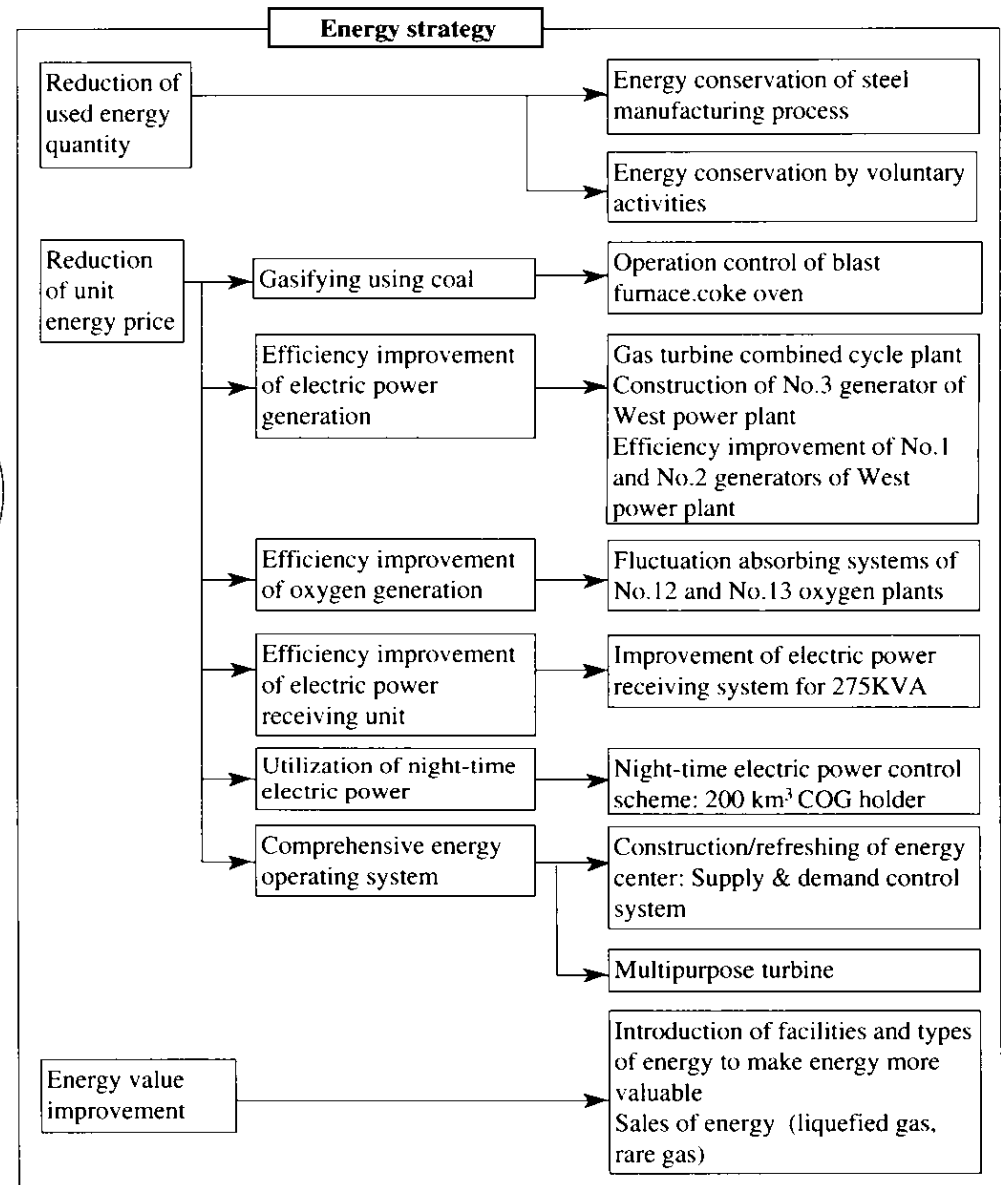 Energy strategy
Reduction of
used energy
quantity
Energy conservation of steel
manufacturing process
Energy conservation by voluntary
activities
Reduction
of unit
energy price
Gasifying using coal
Operation control of blast
furnace.coke oven
Efficiency improvement
of electric power
generation
Gas turbine combined cycle plant
Construction of No.3 generator of
West power plant
Efficiency improvement of No.1
and No.2 generators of West
power plant
Efficiency improvement
of oxygen generation
Fluctuation absorbing systems of
No.12 and No.13 oxygen plants
Efficiency improvement
of electric power
receiving unit
Improvement of electric power
receiving system for 275KVA
Utilization of night-time
electric power
Night-time electric power control
scheme: 200 km³ COG holder
Comprehensive energy
operating system
Construction/refreshing of energy
center: Supply & demand control
system
Multipurpose turbine
Energy value
improvement
Introduction of facilities and types
of energy to make energy more
valuable
Sales of energy (liquefied gas,
rare gas)